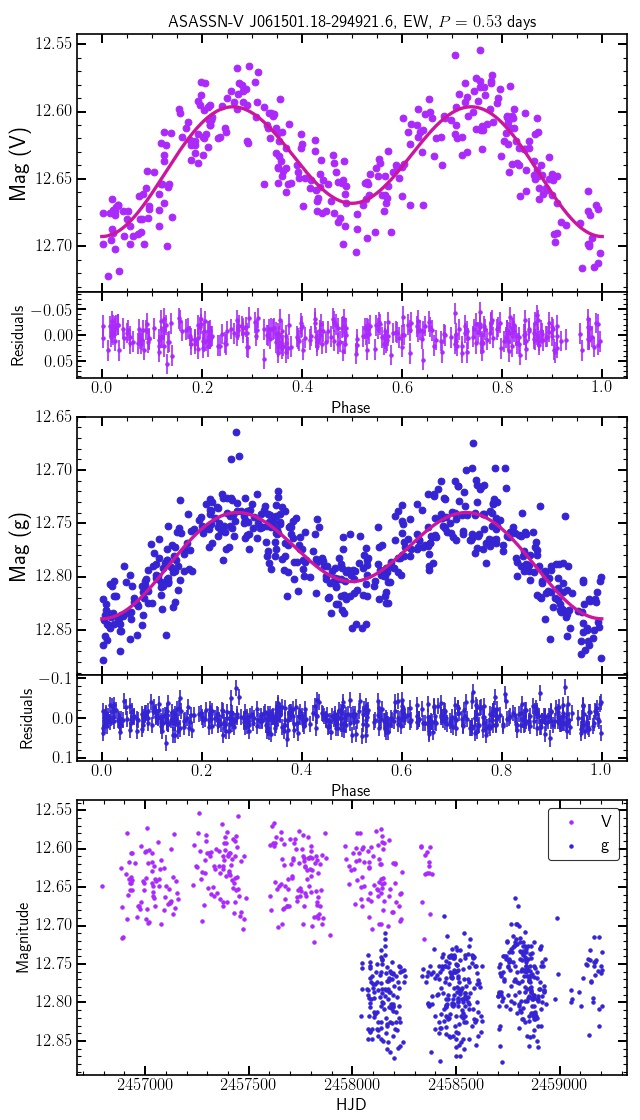 ASASSN-V J061501.18-294921.6, EW, P = 0.53 days
12.55
12.60
12.65
12.70
Mag (V)
−0.05
0.00
0.05
Residuals
0.0 0.2 0.4 0.6 0.8 1.0
Phase
12.65
12.70
12.75
12.80
12.85
Mag (g)
−0.1
0.0
0.1
Residuals
0.0 0.2 0.4 0.6 0.8 1.0
Phase
12.55
12.60
12.65
12.70
12.75
12.80
12.85
Magnitude
V
g
2457000 2457500 2458000 2458500 2459000
HJD